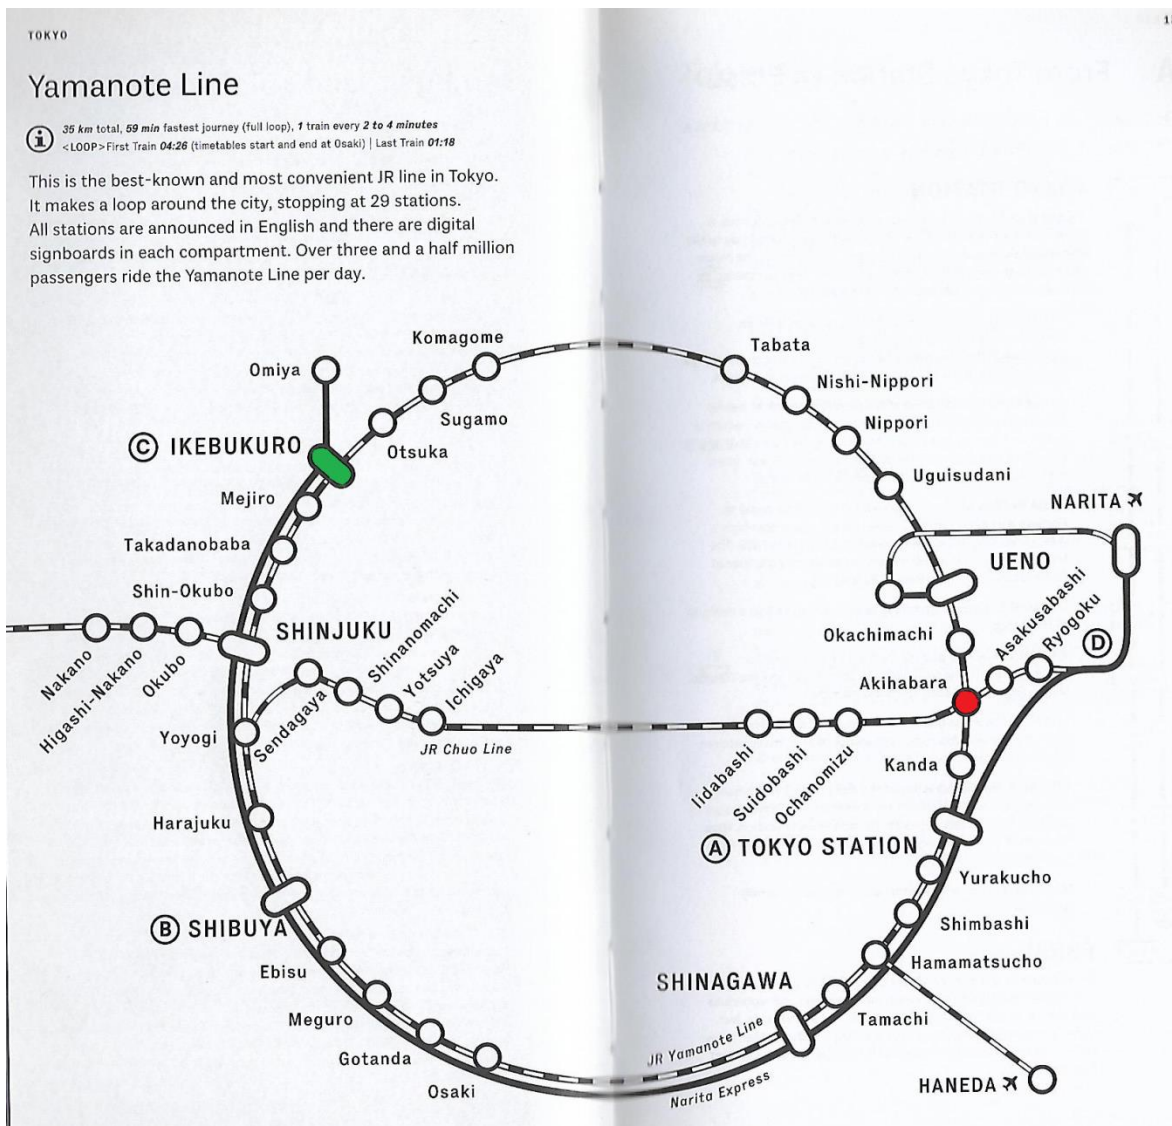 TOKYO
Yamanote Line
35 km total, 59 min fastest journey (full loop), 1 train every 2 to 4 minutes
<LOOP>First Train 04:26 (timetables start and end at Osaki) | Last Train 01:18
This is the best-known and most convenient JR line in Tokyo.
It makes a loop around the city, stopping at 29 stations.
All stations are announced in English and there are digital
signboards in each compartment. Over three and a half million
passengers ride the Yamanote Line per day.
Komagome
Tabata
Omiya
Nishi-Nippori
Sugamo
Nippori
C IKEBUKURO
Otsuka
Uguisudani
Mejiro
NARITA
Takadanobaba
UENO
Shin-Okubo
SHINJUKU
Okachimachi
Asakusabashi
Ryogoku
D
Nakano
Higashi-Nakano
Okubo
Shinanomachi
Yotsuya
Ichigaya
Akihabara
Yoyogi
Sendagaya
JR Chuo Line
Iidabashi
Suidobashi
Ochanomizu
Kanda
Harajuku
A TOKYO STATION
Yurakucho
B SHIBUYA
Shimbashi
Ebisu
Hamamatsucho
SHINAGAWA
Meguro
Tamachi
Gotanda
JR Yamanote Line
Osaki
Narita Express
HANEDA